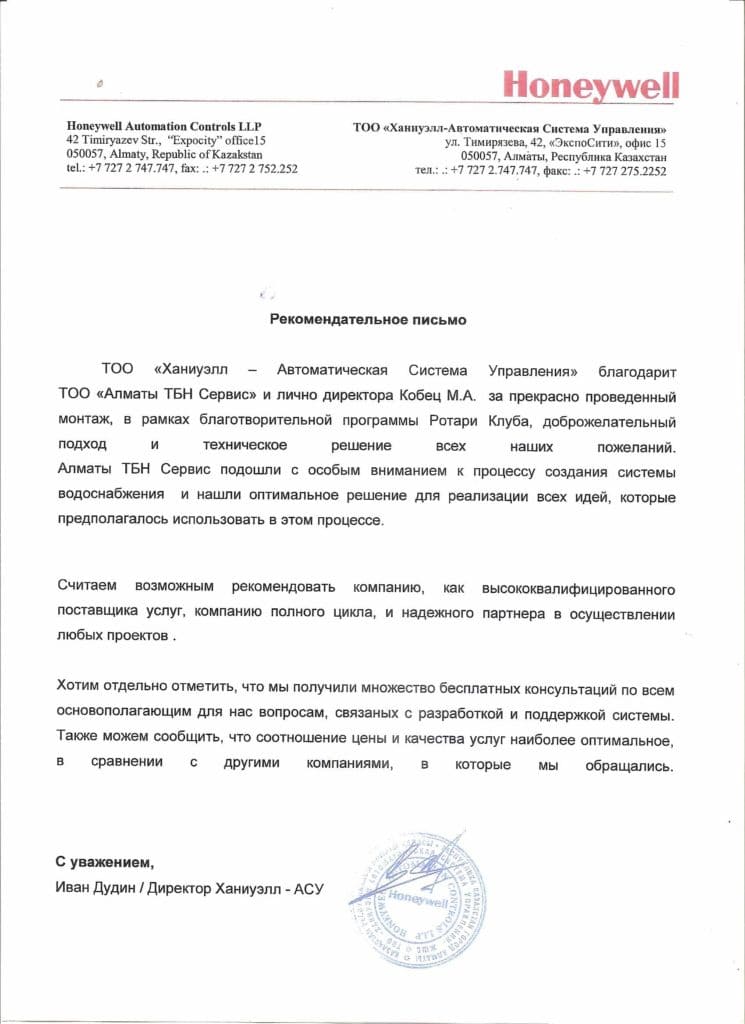 Honeywell
Honeywell Automation Controls LLP
42 Timiryazev Str., "Expocity" office15
050057, Almaty, Republic of Kazakstan
tel.: +7 727 2 747.747, fax: .: +7 727 2 752.252
ТОО «Ханиуэлл-Автоматическая Система Управления»
ул. Тимирязева, 42, «ЭкспоСити», офис 15
050057, Алматы, Республика Казахстан
тел.: .: +7 727 2.747.747, факс: .: +7 727 275.2252
Рекомендательное письмо
ТОО «Ханиуэлл – Автоматическая Система Управления» благодарит
ТОО «Алматы ТБН Сервис» и лично директора Кобец М.А. за прекрасно проведенный
монтаж, в рамках благотворительной программы Ротари Клуба, доброжелательный
подход и техническое решение всех наших пожеланий.
Алматы ТБН Сервис подошли с особым вниманием к процессу создания системы
водоснабжения и нашли оптимальное решение для реализации всех идей, которые
предполагалось использовать в этом процессе.
Считаем возможным рекомендовать компанию, как высококвалифицированного
поставщика услуг, компанию полного цикла, и надежного партнера в осуществлении
любых проектов .
Хотим отдельно отметить, что мы получили множество бесплатных консультаций по всем
основополагающим для нас вопросам, связаных с разработкой и поддержкой системы.
Также можем сообщить, что соотношение цены и качества услуг наиболее оптимальное,
в сравнении с другими компаниями, в которые мы обращались.
С уважением,
Иван Дудин / Директор Ханиуэлл - АСУ
Honeywell
CONTROLS LLP